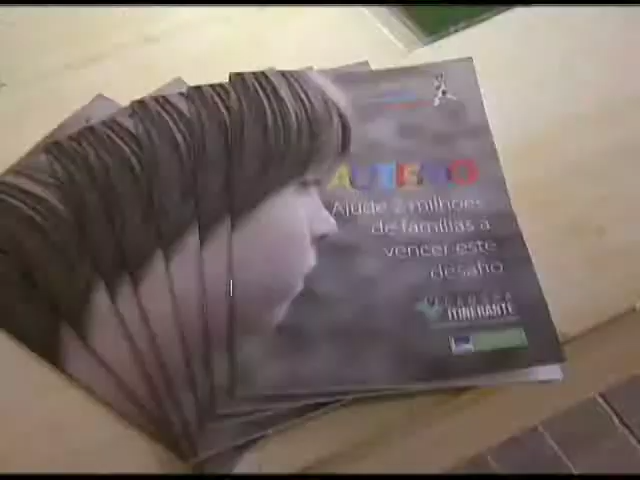 AUTISMO
Ajude 2 milhões
de famílias a
vencer este
desafio
ITINERANTE